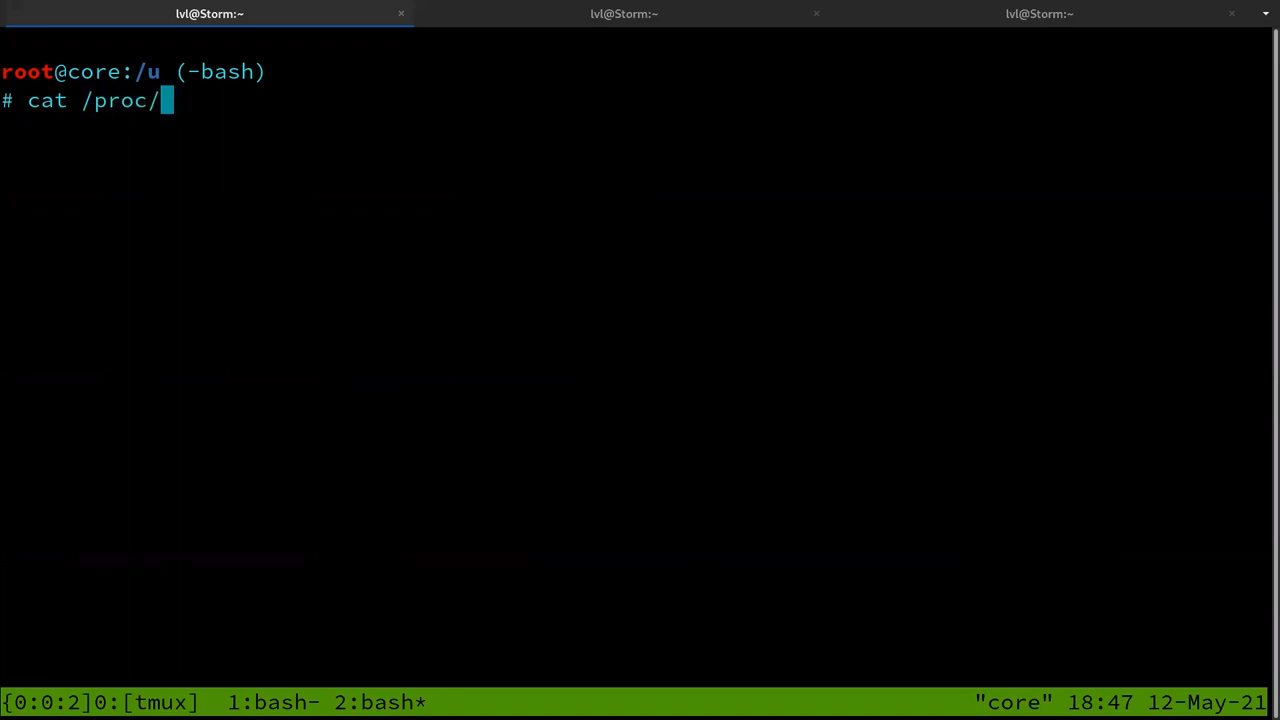 lvl@Storm:~ × lvl@Storm:~ × lvl@Storm:~ ×
root@core:/u (-bash)
# cat /proc/
{0:0:2]0:[tmux] 1:bash- 2:bash* "core" 18:47 12-May-21